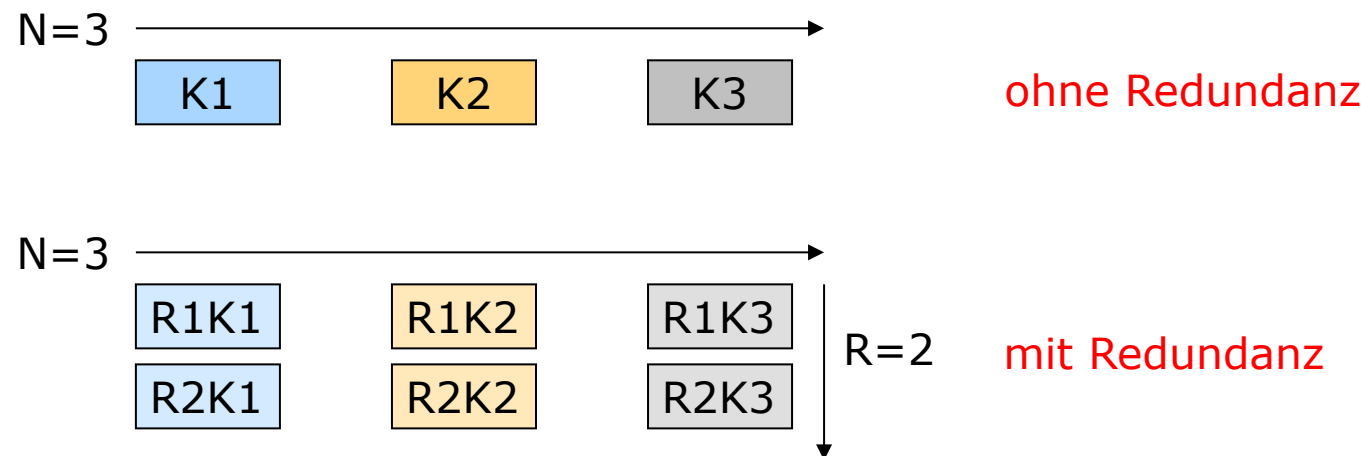 N=3
K1 K2 K3 ohne Redundanz
N=3
R1K1 R1K2 R1K3
R=2 mit Redundanz
R2K1 R2K2 R2K3